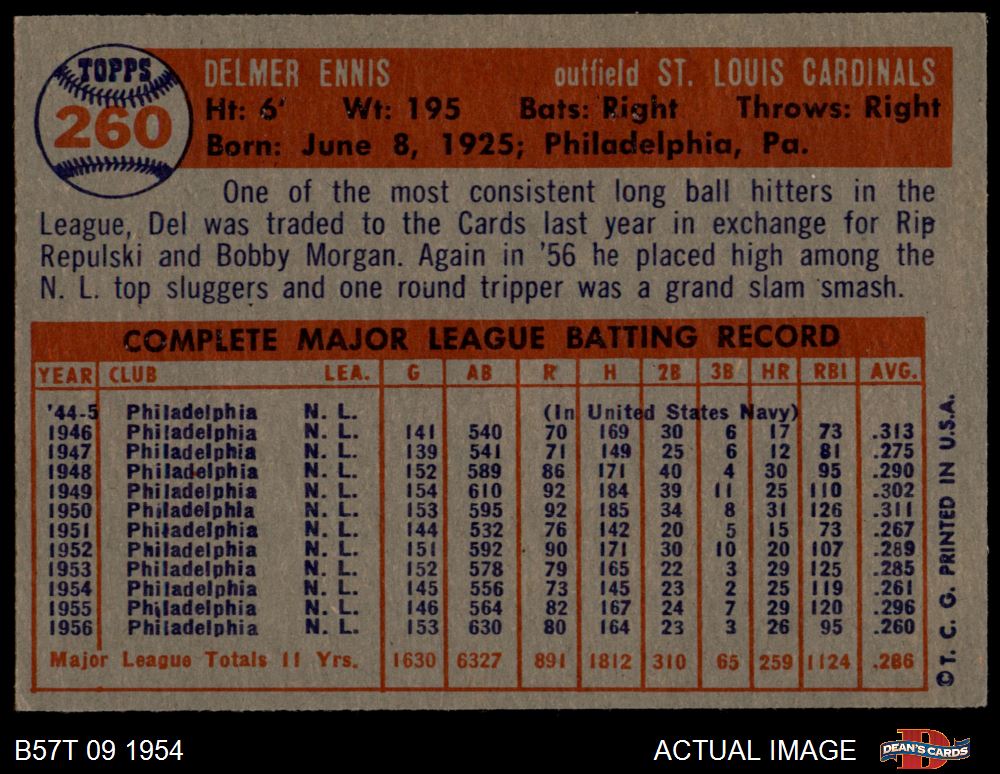 TOPPS
260
DELMER ENNIS outfield ST. LOUIS CARDINALS
Ht: 6' Wt: 195 Bats: Right Throws: Right
Born: June 8, 1925; Philadelphia, Pa.
One of the most consistent long ball hitters in the
League, Del was traded to the Cards last year in exchange for Rip
Repulski and Bobby Morgan. Again in '56 he placed high among the
N. L. top sluggers and one round tripper was a grand slam smash.
COMPLETE MAJOR LEAGUE BATTING RECORD
YEAR CLUB LEA. G AB R H 2B 3B HR RBI AVG.
'44-5 Philadelphia N. L. (In United States Navy)
1946 Philadelphia N. L. 141 540 70 169 30 6 17 73 .313
1947 Philadelphia N. L. 139 541 71 149 25 6 12 81 .275
1948 Philadelphia N. L. 152 589 86 171 40 4 30 95 .290
1949 Philadelphia N. L. 154 610 92 184 39 11 25 110 .302
1950 Philadelphia N. L. 153 595 92 185 34 8 31 126 .311
1951 Philadelphia N. L. 144 532 76 142 20 5 15 73 .267
1952 Philadelphia N. L. 151 592 90 171 30 10 20 107 .289
1953 Philadelphia N. L. 152 578 79 165 22 3 29 125 .285
1954 Philadelphia N. L. 145 556 73 145 23 2 25 119 .261
1955 Philadelphia N. L. 146 564 82 167 24 7 29 120 .296
1956 Philadelphia N. L. 153 630 80 164 23 3 26 95 .260
Major League Totals 11 Yrs. 1630 6327 891 1812 310 65 259 1124 .286
© T. C. G. PRINTED IN U.S.A.
B57T 09 1954 ACTUAL IMAGE DEAN'S CARDS